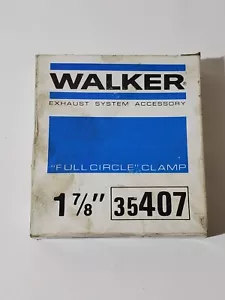 WALKER
EXHAUST SYSTEM ACCESSORY
"FULL CIRCLE" CLAMP
1 7/8" 35407